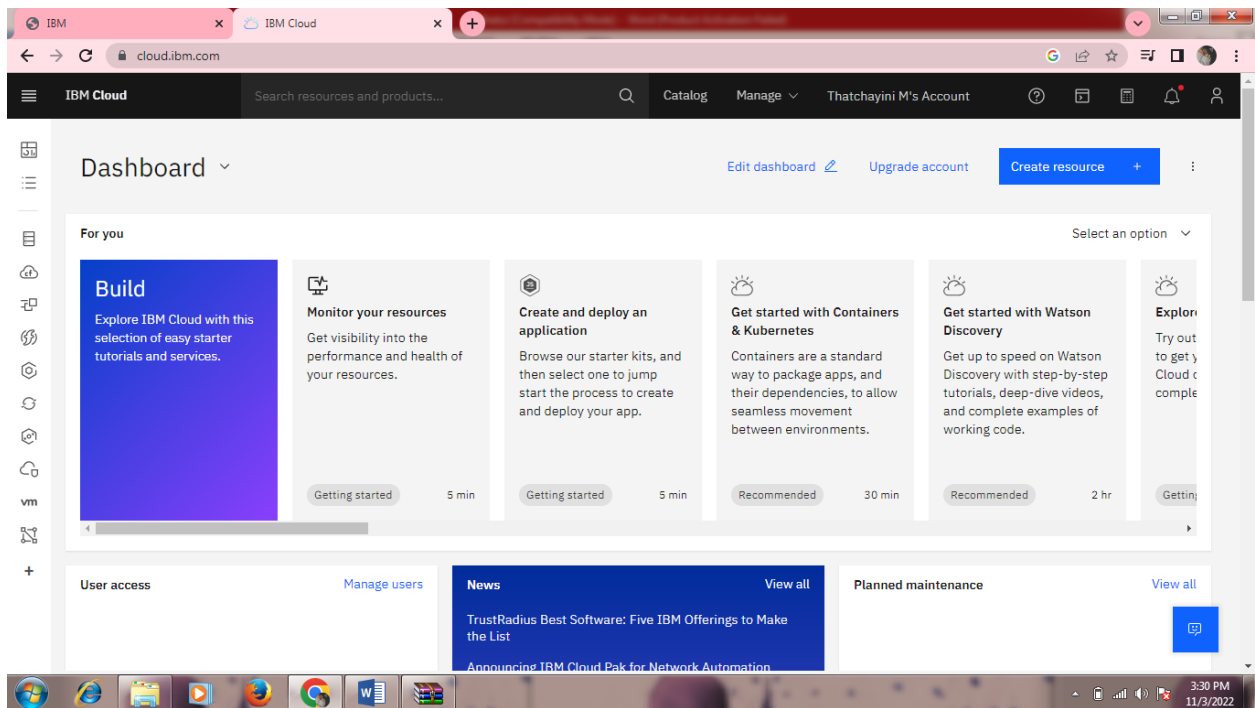 IBM
IBM Cloud
cloud.ibm.com
IBM Cloud
Search resources and products...
Catalog
Manage
Thatchayini M's Account
Dashboard
Edit dashboard
Upgrade account
Create resource +
For you
Select an option
Build
Explore IBM Cloud with this
selection of easy starter
tutorials and services.
Monitor your resources
Get visibility into the
performance and health of
your resources.
Getting started 5 min
Create and deploy an
application
Browse our starter kits, and
then select one to jump
start the process to create
and deploy your app.
Getting started 5 min
Get started with Containers
& Kubernetes
Containers are a standard
way to package apps, and
their dependencies, to allow
seamless movement
between environments.
Recommended 30 min
Get started with Watson
Discovery
Get up to speed on Watson
Discovery with step-by-step
tutorials, deep-dive videos,
and complete examples of
working code.
Recommended 2 hr
Explor
Try out
to get y
Cloud
comple
Getting
vm
User access
Manage users
News
View all
TrustRadius Best Software: Five IBM Offerings to Make
the List
Announcing IBM Cloud Pak for Network Automation
Planned maintenance
View all
3:30 PM
11/3/2022